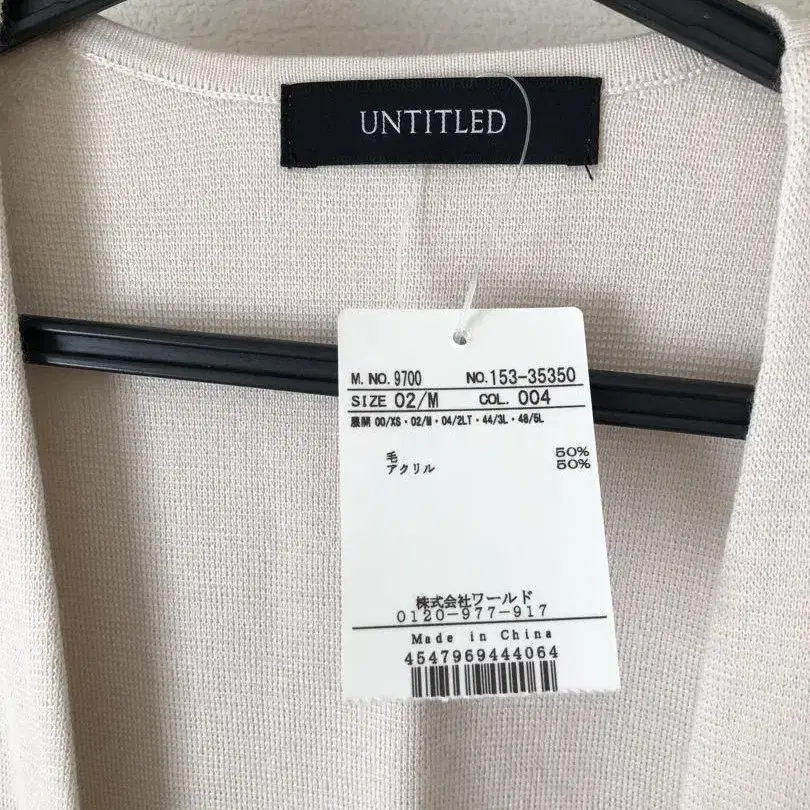 UNTITLED
M. NO. 9700 NO. 153-35350
SIZE 02/M COL. 004
展開 00/XS・02/M・04/2LT・44/3L・48/5L
毛 50%
アクリル 50%
株式会社ワールド
0120-977-917
Made in China
4547969444064